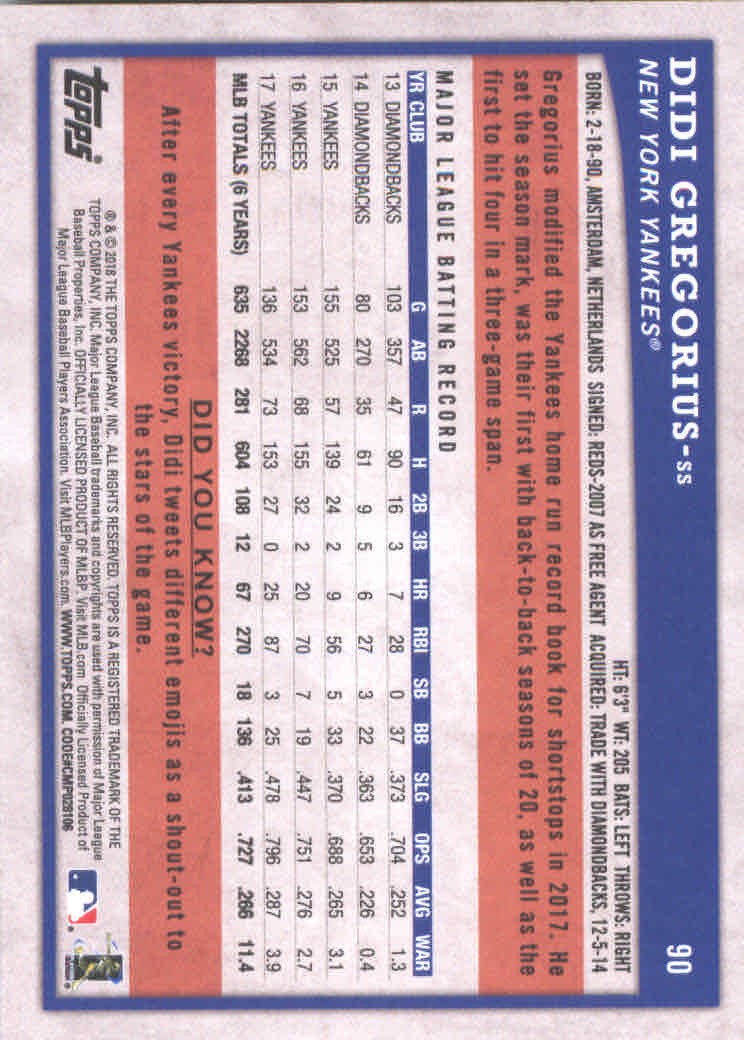 DIDI GREGORIUS-SS
90
NEW YORK YANKEES®
HT: 6'3" WT: 205 BATS: LEFT THROWS: RIGHT
BORN: 2-18-90, AMSTERDAM, NETHERLANDS SIGNED: REDS-2007 AS FREE AGENT ACQUIRED: TRADE WITH DIAMONDBACKS, 12-5-14
Gregorius modified the Yankees home run record book for shortstops in 2017. He
set the season mark, was their first with back-to-back seasons of 20, as well as the
first to hit four in a three-game span.
MAJOR LEAGUE BATTING RECORD
YR CLUB G AB R H 2B 3B HR RBI SB BB SLG OPS AVG WAR
13 DIAMONDBACKS 103 357 47 90 16 3 7 28 0 37 .373 .704 .252 1.3
14 DIAMONDBACKS 80 270 35 61 9 5 6 27 3 22 .363 .653 .226 0.4
15 YANKEES 155 525 57 139 24 2 9 56 5 33 .370 .688 .265 3.1
16 YANKEES 153 562 68 155 32 2 20 70 7 19 .447 .751 .276 2.7
17 YANKEES 136 534 73 153 27 0 25 87 3 25 .478 .796 .287 3.9
MLB TOTALS (6 YEARS) 635 2268 281 604 108 12 67 270 18 136 .413 .727 .266 11.4
DID YOU KNOW?
After every Yankees victory, Didi tweets different emojis as a shout-out to
the stars of the game.
topps®
® & © 2018 THE TOPPS COMPANY, INC. ALL RIGHTS RESERVED. TOPPS IS A REGISTERED TRADEMARK OF THE
TOPPS COMPANY, INC. Major League Baseball trademarks and copyrights are used with permission of Major League
Baseball Properties, Inc. OFFICIALLY LICENSED PRODUCT OF MLBP. Visit MLB.com Officially Licensed Product of
Major League Baseball Players Association. Visit MLBPlayers.com. WWW.TOPPS.COM. CODE#CMP028106